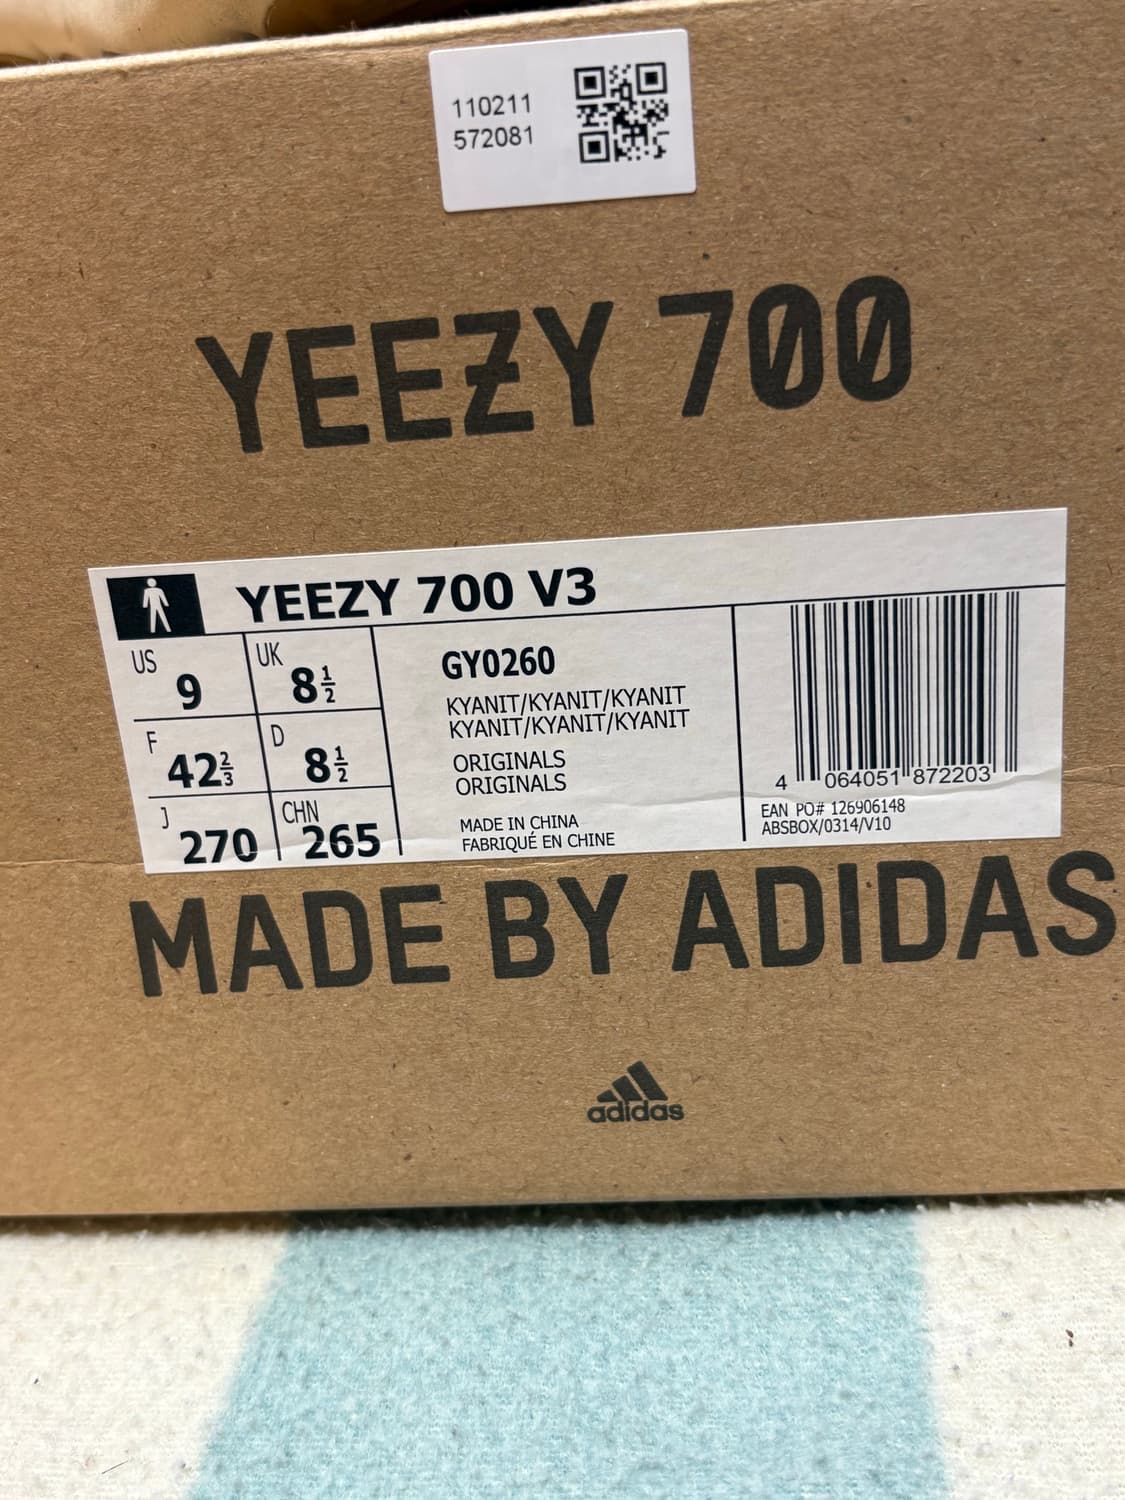 110211
572081
YEEZY 700
YEEZY 700 V3
US 9
UK 8½
F 42⅔
D 8½
J 270
CHN 265
GY0260
KYANIT/KYANIT/KYANIT
KYANIT/KYANIT/KYANIT
ORIGINALS
ORIGINALS
MADE IN CHINA
FABRIQUÉ EN CHINE
4 064051 872203
EAN PO# 126906148
ABSBOX/0314/V10
MADE BY ADIDAS
adidas